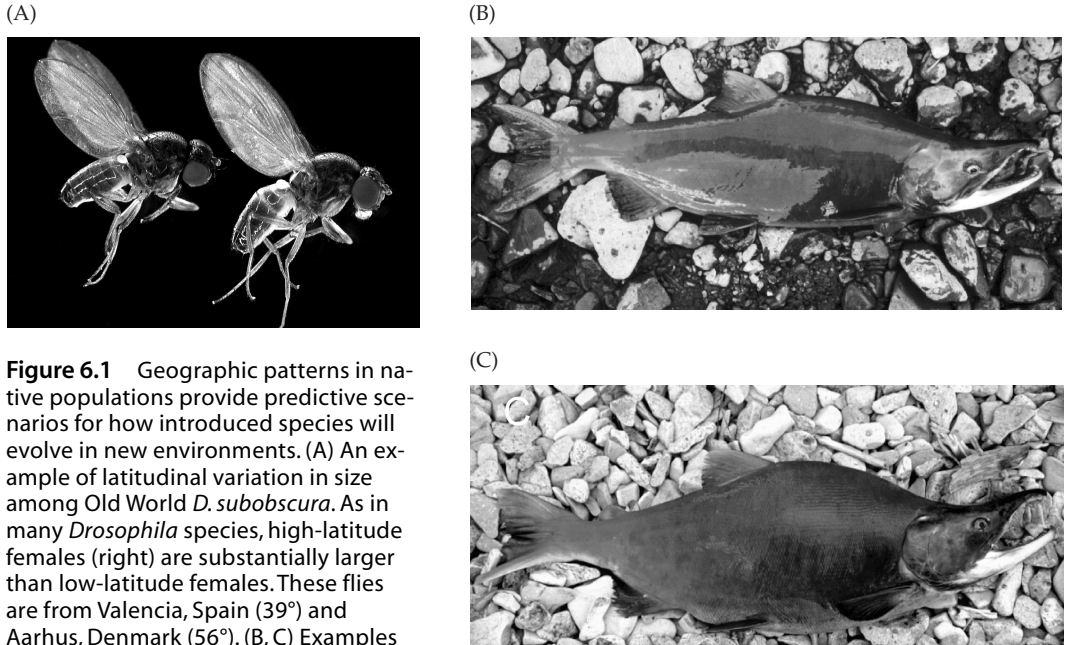 (A)
(B)
Figure 6.1 Geographic patterns in na-
tive populations provide predictive sce-
narios for how introduced species will
evolve in new environments. (A) An ex-
ample of latitudinal variation in size
among Old World D. subobscura. As in
many Drosophila species, high-latitude
females (right) are substantially larger
than low-latitude females. These flies
are from Valencia, Spain (39°) and
Aarhus, Denmark (56°). (B, C) Examples
(C)
C